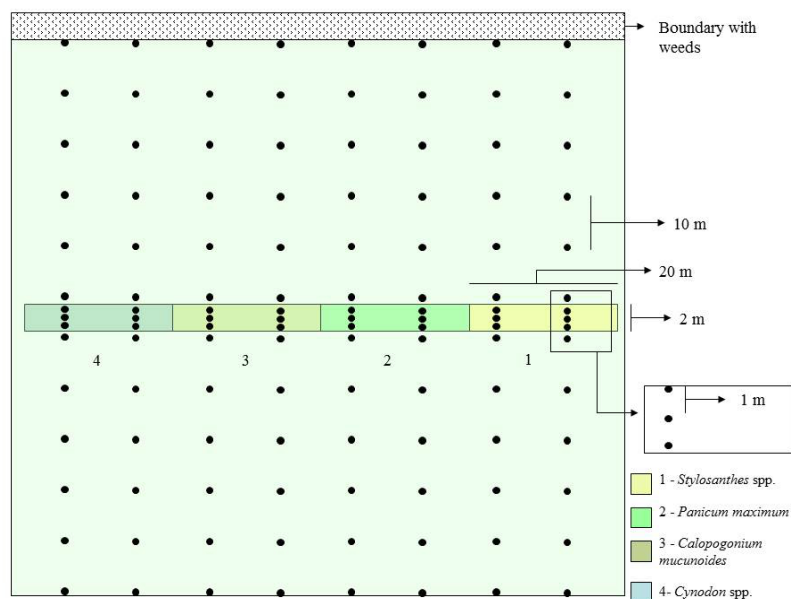 Boundary with
weeds
10 m
20 m
2 m
4
3
2
1
1 m
1 - Stylosanthes spp.
2 - Panicum maximum
3 - Calopogonium
mucunoides
4- Cynodon spp.